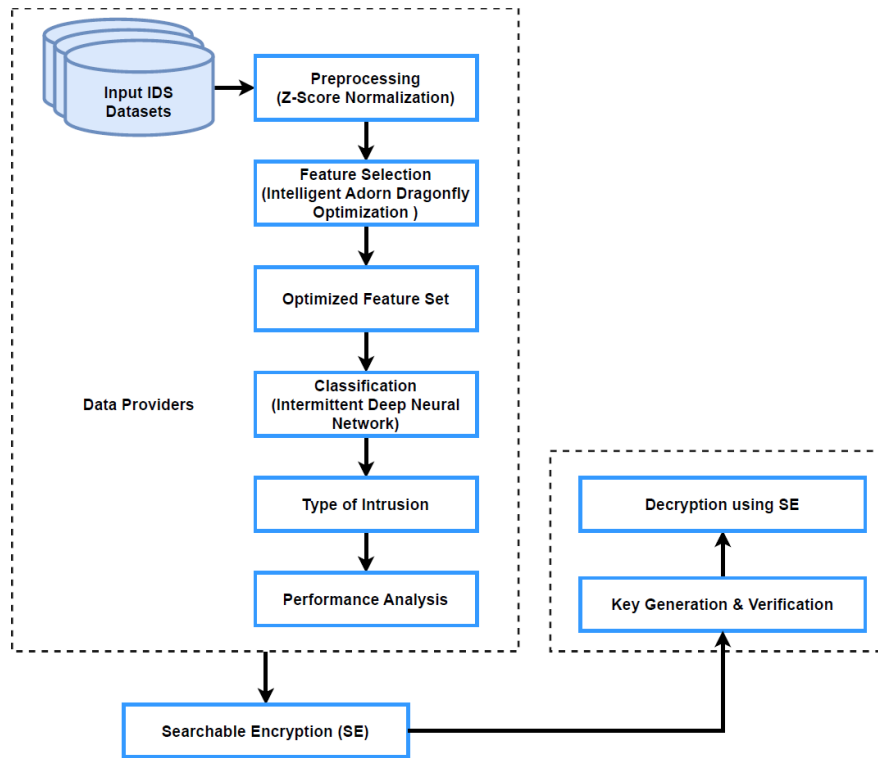 Input IDS
Datasets
Preprocessing
(Z-Score Normalization)
Feature Selection
(Intelligent Adorn Dragonfly
Optimization )
Optimized Feature Set
Classification
(Intermittent Deep Neural
Network)
Data Providers
Type of Intrusion
Performance Analysis
Searchable Encryption (SE)
Decryption using SE
Key Generation & Verification